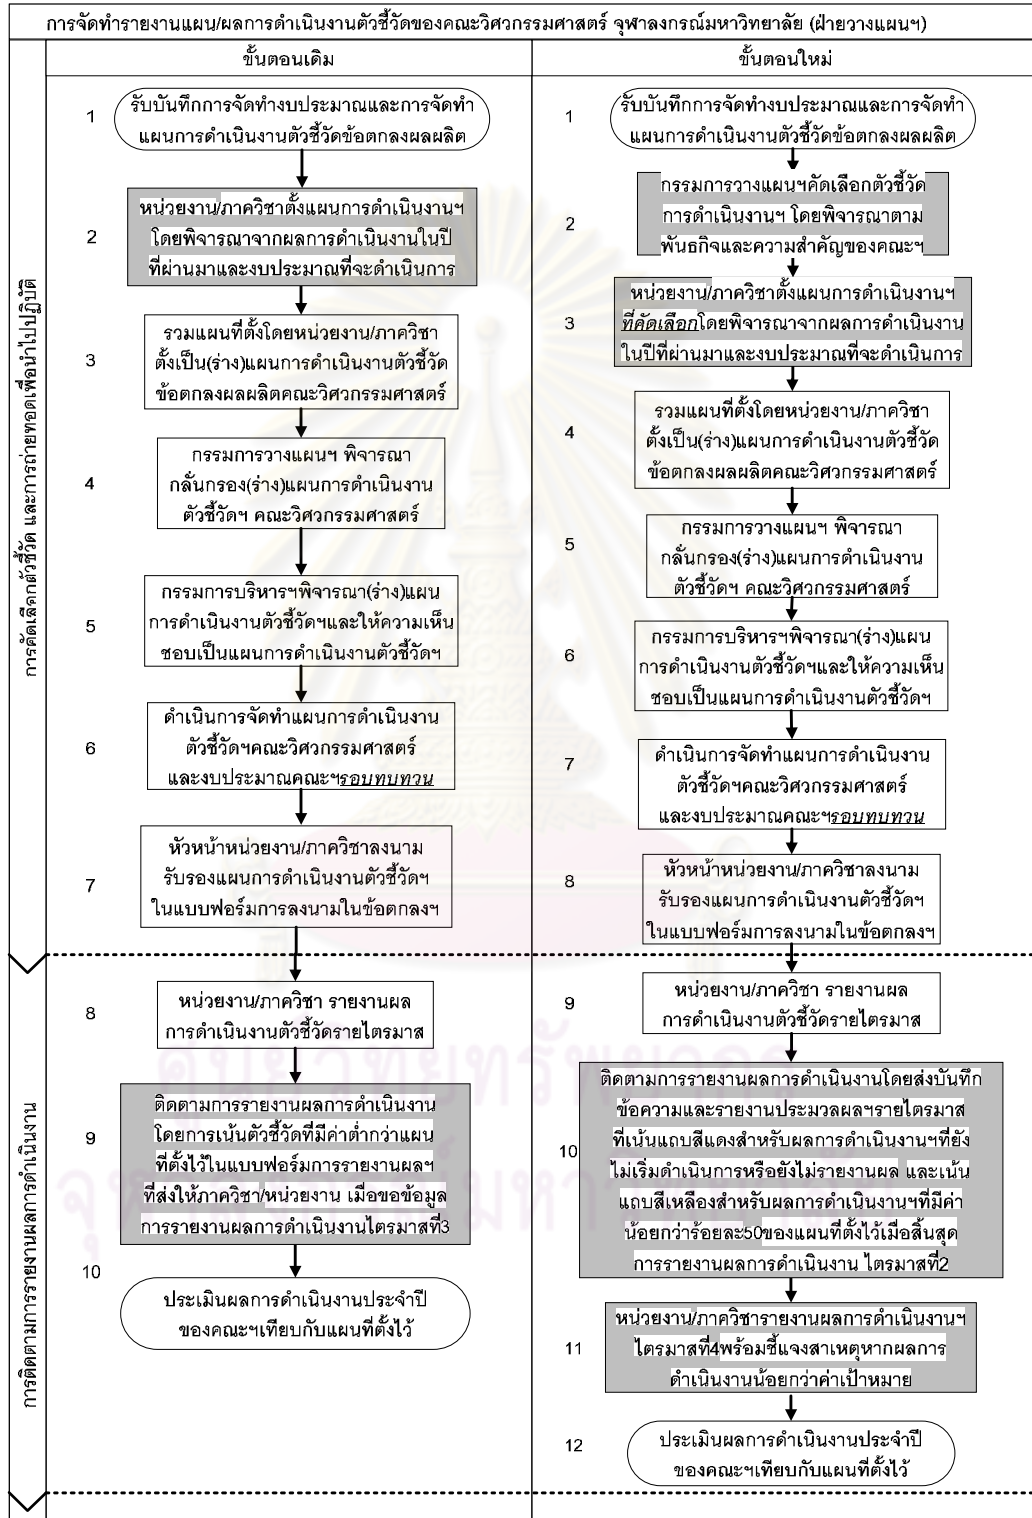 การจัดทำรายงานแผน/ผลการดำเนินงานตัวชี้วัดของคณะวิศวกรรมศาสตร์ จุฬาลงกรณ์มหาวิทยาลัย (ฝ่ายวางแผนฯ)
ขั้นตอนเดิม
การคัดเลือกตัวชี้วัด และการถ่ายทอดเพื่อนำไปปฏิบัติ
1
รับบันทึกการจัดทำงบประมาณและการจัดทำ
แผนการดำเนินงานตัวชี้วัดข้อตกลงผลผลิต
2
หน่วยงาน/ภาควิชาตั้งแผนการดำเนินงานฯ
โดยพิจารณาจากผลการดำเนินงานในปี
ที่ผ่านมาและงบประมาณที่จะดำเนินการ
3
รวมแผนที่ตั้งโดยหน่วยงาน/ภาควิชา
ตั้งเป็น(ร่าง)แผนการดำเนินงานตัวชี้วัด
ข้อตกลงผลผลิตคณะวิศวกรรมศาสตร์
4
กรรมการวางแผนฯ พิจารณา
กลั่นกรอง(ร่าง)แผนการดำเนินงาน
ตัวชี้วัดฯ คณะวิศวกรรมศาสตร์
5
กรรมการบริหารฯพิจารณา(ร่าง)แผน
การดำเนินงานตัวชี้วัดฯและให้ความเห็น
ชอบเป็นแผนการดำเนินงานตัวชี้วัดฯ
6
ดำเนินการจัดทำแผนการดำเนินงาน
ตัวชี้วัดฯคณะวิศวกรรมศาสตร์
และงบประมาณคณะฯรอบทบทวน
7
หัวหน้าหน่วยงาน/ภาควิชาลงนาม
รับรองแผนการดำเนินงานตัวชี้วัดฯ
ในแบบฟอร์มการลงนามในข้อตกลงฯ
การติดตามการรายงานผลการดำเนินงาน
8
หน่วยงาน/ภาควิชา รายงานผล
การดำเนินงานตัวชี้วัดรายไตรมาส
9
ติดตามการรายงานผลการดำเนินงาน
โดยการเน้นตัวชี้วัดที่มีค่าต่ำกว่าแผน
ที่ตั้งไว้ในแบบฟอร์มการรายงานผลฯ
ที่ส่งให้ภาควิชา/หน่วยงาน เมื่อขอข้อมูล
การรายงานผลการดำเนินงานไตรมาสที่3
10
ประเมินผลการดำเนินงานประจำปี
ของคณะฯเทียบกับแผนที่ตั้งไว้
ขั้นตอนใหม่
1
รับบันทึกการจัดทำงบประมาณและการจัดทำ
แผนการดำเนินงานตัวชี้วัดข้อตกลงผลผลิต
2
กรรมการวางแผนฯคัดเลือกตัวชี้วัด
การดำเนินงานฯ โดยพิจารณาตาม
พันธกิจและความสำคัญของคณะฯ
3
หน่วยงาน/ภาควิชาตั้งแผนการดำเนินงานฯ
ที่คัดเลือกโดยพิจารณาจากผลการดำเนินงาน
ในปีที่ผ่านมาและงบประมาณที่จะดำเนินการ
4
รวมแผนที่ตั้งโดยหน่วยงาน/ภาควิชา
ตั้งเป็น(ร่าง)แผนการดำเนินงานตัวชี้วัด
ข้อตกลงผลผลิตคณะวิศวกรรมศาสตร์
5
กรรมการวางแผนฯ พิจารณา
กลั่นกรอง(ร่าง)แผนการดำเนินงาน
ตัวชี้วัดฯ คณะวิศวกรรมศาสตร์
6
กรรมการบริหารฯพิจารณา(ร่าง)แผน
การดำเนินงานตัวชี้วัดฯและให้ความเห็น
ชอบเป็นแผนการดำเนินงานตัวชี้วัดฯ
7
ดำเนินการจัดทำแผนการดำเนินงาน
ตัวชี้วัดฯคณะวิศวกรรมศาสตร์
และงบประมาณคณะฯรอบทบทวน
8
หัวหน้าหน่วยงาน/ภาควิชาลงนาม
รับรองแผนการดำเนินงานตัวชี้วัดฯ
ในแบบฟอร์มการลงนามในข้อตกลงฯ
9
หน่วยงาน/ภาควิชา รายงานผล
การดำเนินงานตัวชี้วัดรายไตรมาส
10
ติดตามการรายงานผลการดำเนินงานโดยส่งบันทึก
ข้อความและรายงานประมวลผลฯรายไตรมาส
ที่เน้นแถบสีแดงสำหรับผลการดำเนินงานฯที่ยัง
ไม่เริ่มดำเนินการหรือยังไม่รายงานผล และเน้น
แถบสีเหลืองสำหรับผลการดำเนินงานฯที่มีค่า
น้อยกว่าร้อยละ50ของแผนที่ตั้งไว้เมื่อสิ้นสุด
การรายงานผลการดำเนินงาน ไตรมาสที่2
11
หน่วยงาน/ภาควิชารายงานผลการดำเนินงานฯ
ไตรมาสที่4พร้อมชี้แจงสาเหตุหากผลการ
ดำเนินงานน้อยกว่าค่าเป้าหมาย
12
ประเมินผลการดำเนินงานประจำปี
ของคณะฯเทียบกับแผนที่ตั้งไว้
ศูนย์วิทยทรัพยากร
จุฬาลงกรณ์มหาวิทยาลัย